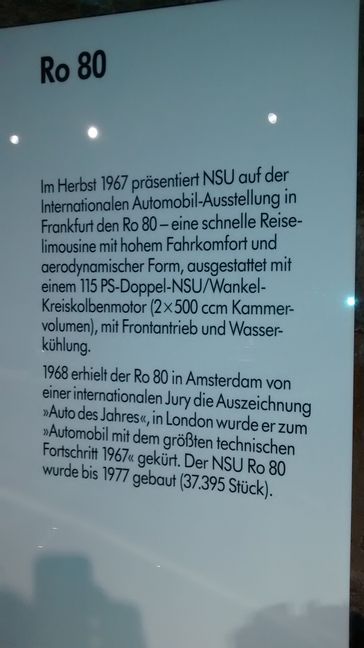 Ro 80
Im Herbst 1967 präsentiert NSU auf der
Internationalen Automobil-Ausstellung in
Frankfurt den Ro 80 – eine schnelle Reise-
limousine mit hohem Fahrkomfort und
aerodynamischer Form, ausgestattet mit
einem 115 PS-Doppel-NSU/Wankel-
Kreiskolbenmotor (2×500 ccm Kammer-
volumen), mit Frontantrieb und Wasser-
kühlung.
1968 erhielt der Ro 80 in Amsterdam von
einer internationalen Jury die Auszeichnung
»Auto des Jahres«, in London wurde er zum
»Automobil mit dem größten technischen
Fortschritt 1967« gekürt. Der NSU Ro 80
wurde bis 1977 gebaut (37.395 Stück).